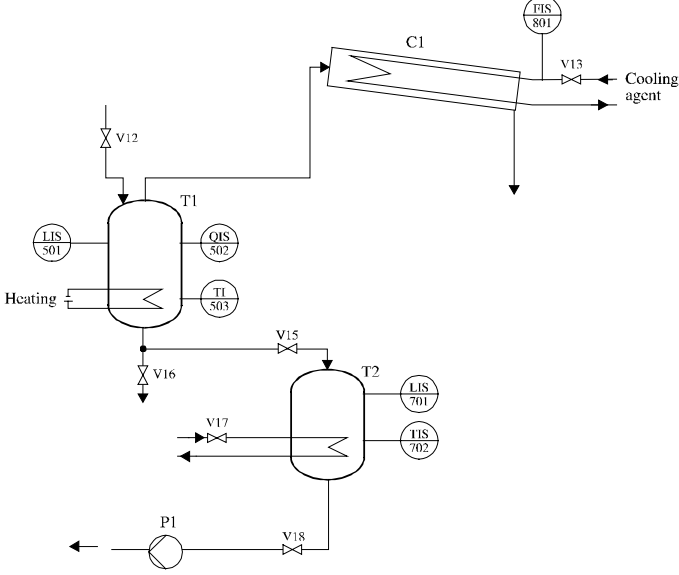 FIS
801
C1
V13
Cooling
agent
V12
T1
LIS
501
QIS
502
Heating
TI
503
V15
V16
T2
LIS
701
V17
TIS
702
P1
V18